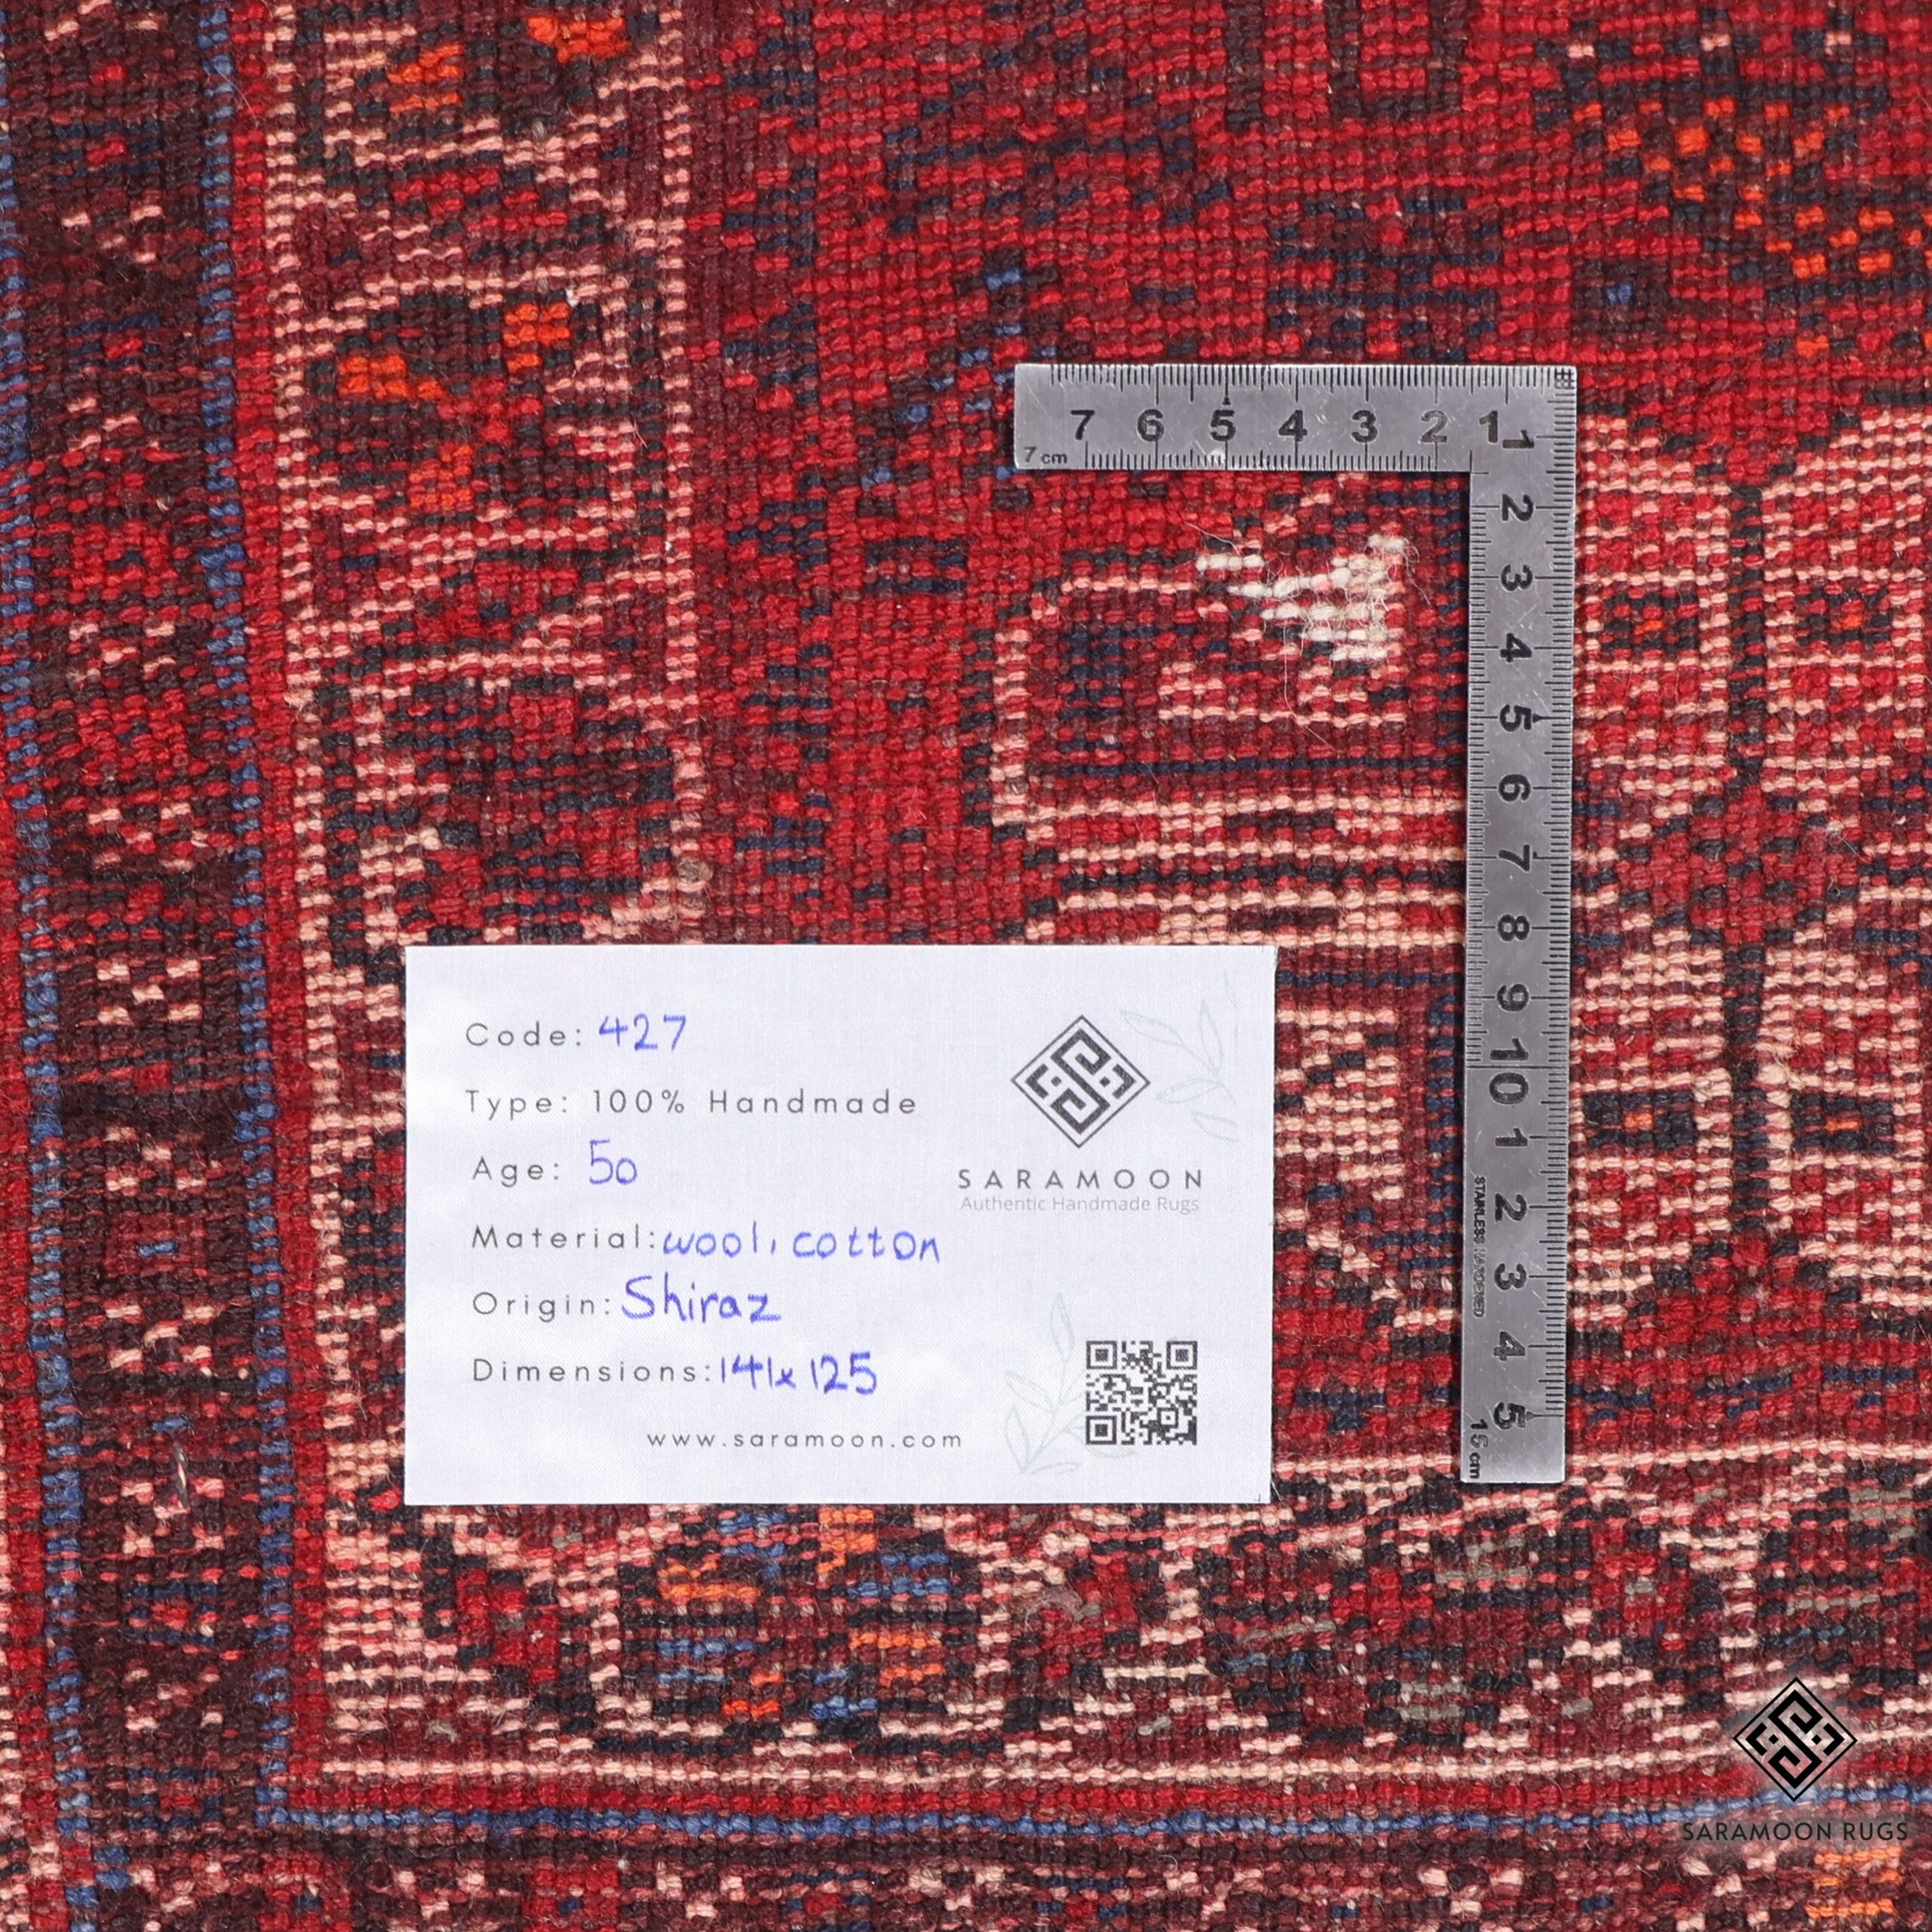 7 6 5 4 3 2 1
7 cm
1
2
3
4
5
6
7
8
9
10
1
2
3
4
5
STAINLESS HARDENED
15 cm
Code: 427
Type: 100% Handmade
Age: 50
Material: wool, cotton
Origin: Shiraz
Dimensions: 141x125
www.saramoon.com
SARAMOON
Authentic Handmade Rugs
SARAMOON RUGS